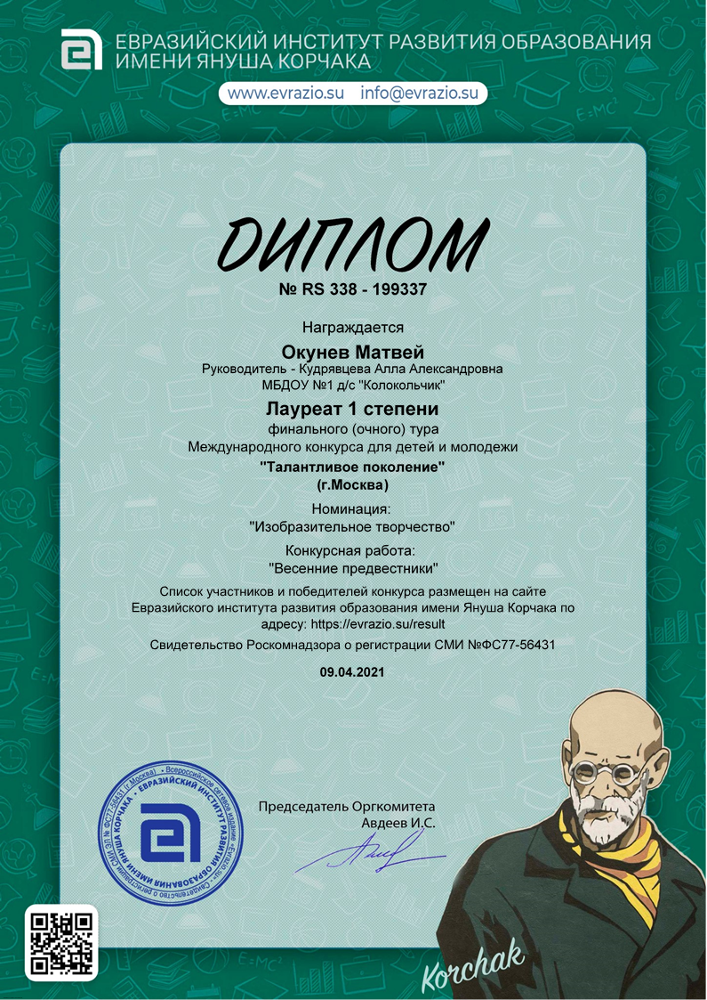 ЕВРАЗИЙСКИЙ ИНСТИТУТ РАЗВИТИЯ ОБРАЗОВАНИЯ
ИМЕНИ ЯНУША КОРЧАКА
www.evrazio.su info@evrazio.su
ДИПЛОМ
№ RS 338 - 199337
Награждается
Окунев Матвей
Руководитель - Кудрявцева Алла Александровна
МБДОУ №1 д/с "Колокольчик"
Лауреат 1 степени
финального (очного) тура
Международного конкурса для детей и молодежи
"Талантливое поколение"
(г.Москва)
Номинация:
"Изобразительное творчество"
Конкурсная работа:
"Весенние предвестники"
Список участников и победителей конкурса размещен на сайте
Евразийского института развития образования имени Януша Корчака по
адресу: https://evrazio.su/result
Свидетельство Роскомнадзора о регистрации СМИ №ФС77-56431
09.04.2021
Председатель Оргкомитета
Авдеев И.С.
• Всероссийское сетевое издание «Evrazio.su» • Свидетельство о регистрации СМИ ЭЛ № ФС77-56431 (г.Москва)
• ЕВРАЗИЙСКИЙ ИНСТИТУТ РАЗВИТИЯ ОБРАЗОВАНИЯ ИМЕНИ ЯНУША КОРЧАКА
Korchak